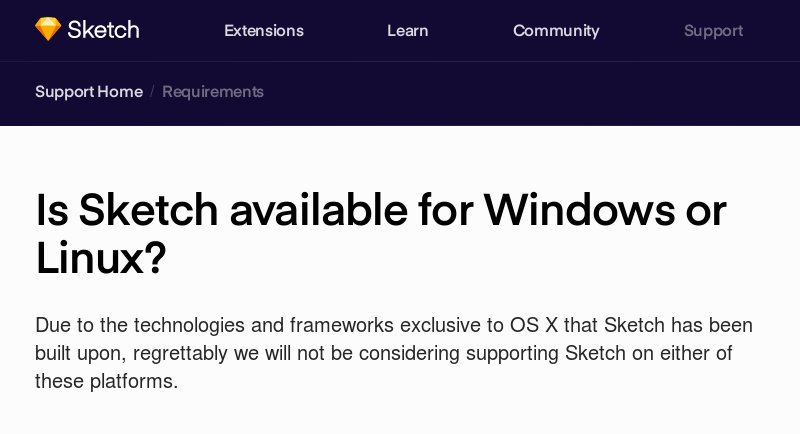 Sketch Extensions Learn Community Support
Support Home / Requirements
Is Sketch available for Windows or
Linux?
Due to the technologies and frameworks exclusive to OS X that Sketch has been
built upon, regrettably we will not be considering supporting Sketch on either of
these platforms.